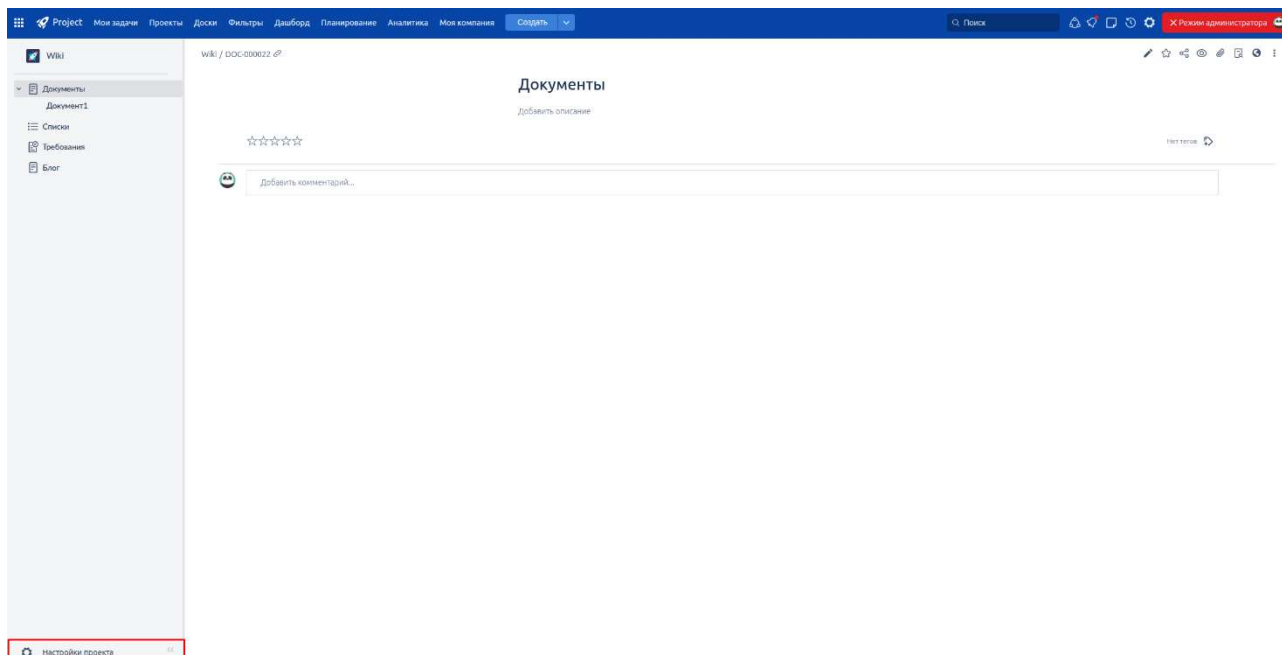 Project Мои задачи Проекты Доски Фильтры Дашборд Планирование Аналитика Моя компания Создать Поиск Режим администратора
Wiki
Wiki / DOC-000022
Документы
Документы
Документ1
Добавить описание
Списки
Требования
Нет тегов
Блог
Добавить комментарий...
Настройки проекта